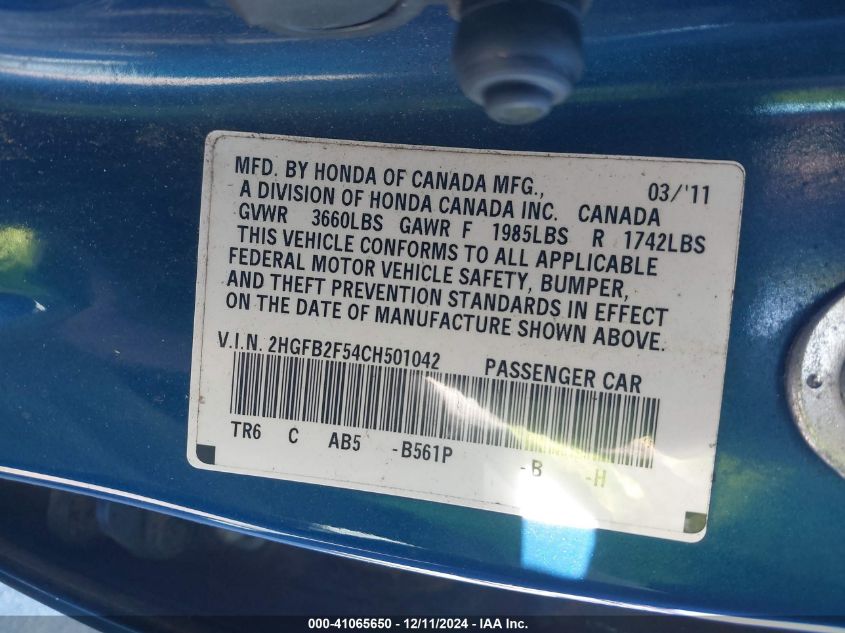 MFD. BY HONDA OF CANADA MFG., 03/'11
A DIVISION OF HONDA CANADA INC. CANADA
GVWR 3660LBS GAWR F 1985LBS R 1742LBS
THIS VEHICLE CONFORMS TO ALL APPLICABLE
FEDERAL MOTOR VEHICLE SAFETY, BUMPER,
AND THEFT PREVENTION STANDARDS IN EFFECT
ON THE DATE OF MANUFACTURE SHOWN ABOVE.
V.I.N. 2HGFB2F54CH501042 PASSENGER CAR
TR6 C AB5 -B561P -B -H
000-41065650 - 12/11/2024 - IAA Inc.